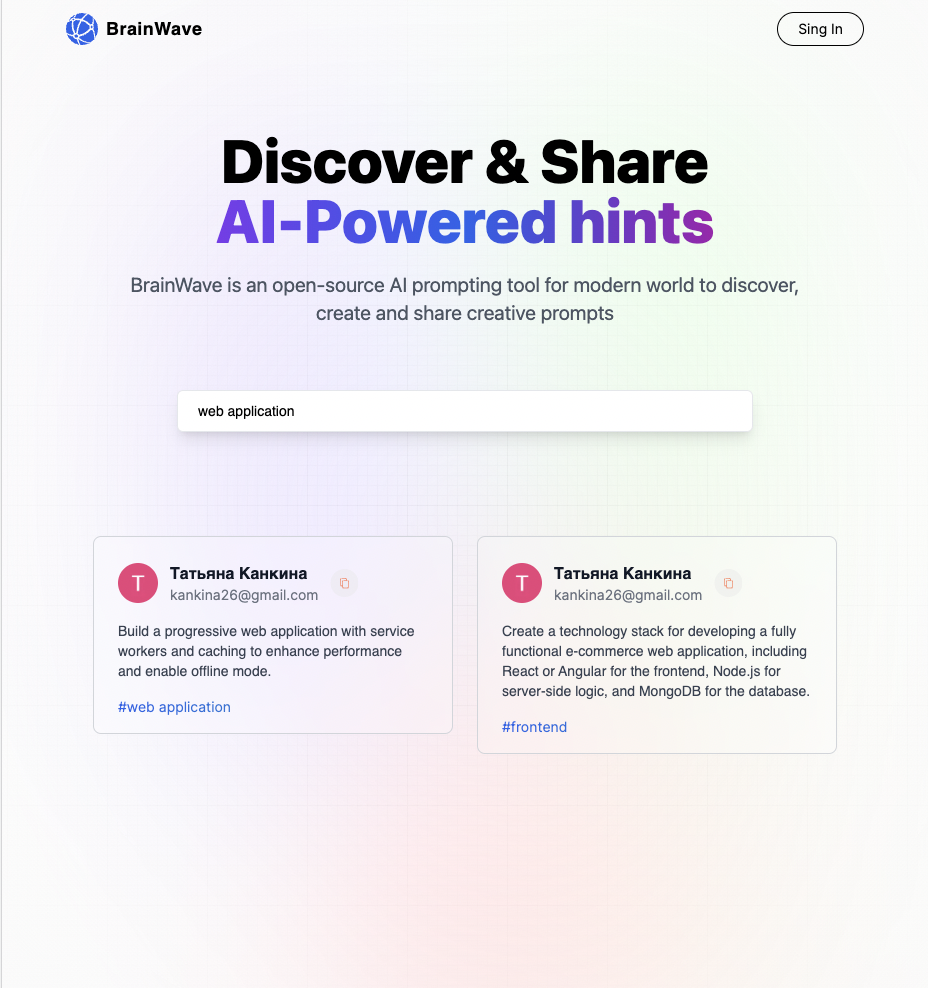 BrainWave
Sing In
Discover & Share
AI-Powered hints
BrainWave is an open-source AI prompting tool for modern world to discover,
create and share creative prompts
web application
T
Татьяна Канкина
kankina26@gmail.com
Build a progressive web application with service
workers and caching to enhance performance
and enable offline mode.
#web application
T
Татьяна Канкина
kankina26@gmail.com
Create a technology stack for developing a fully
functional e-commerce web application, including
React or Angular for the frontend, Node.js for
server-side logic, and MongoDB for the database.
#frontend